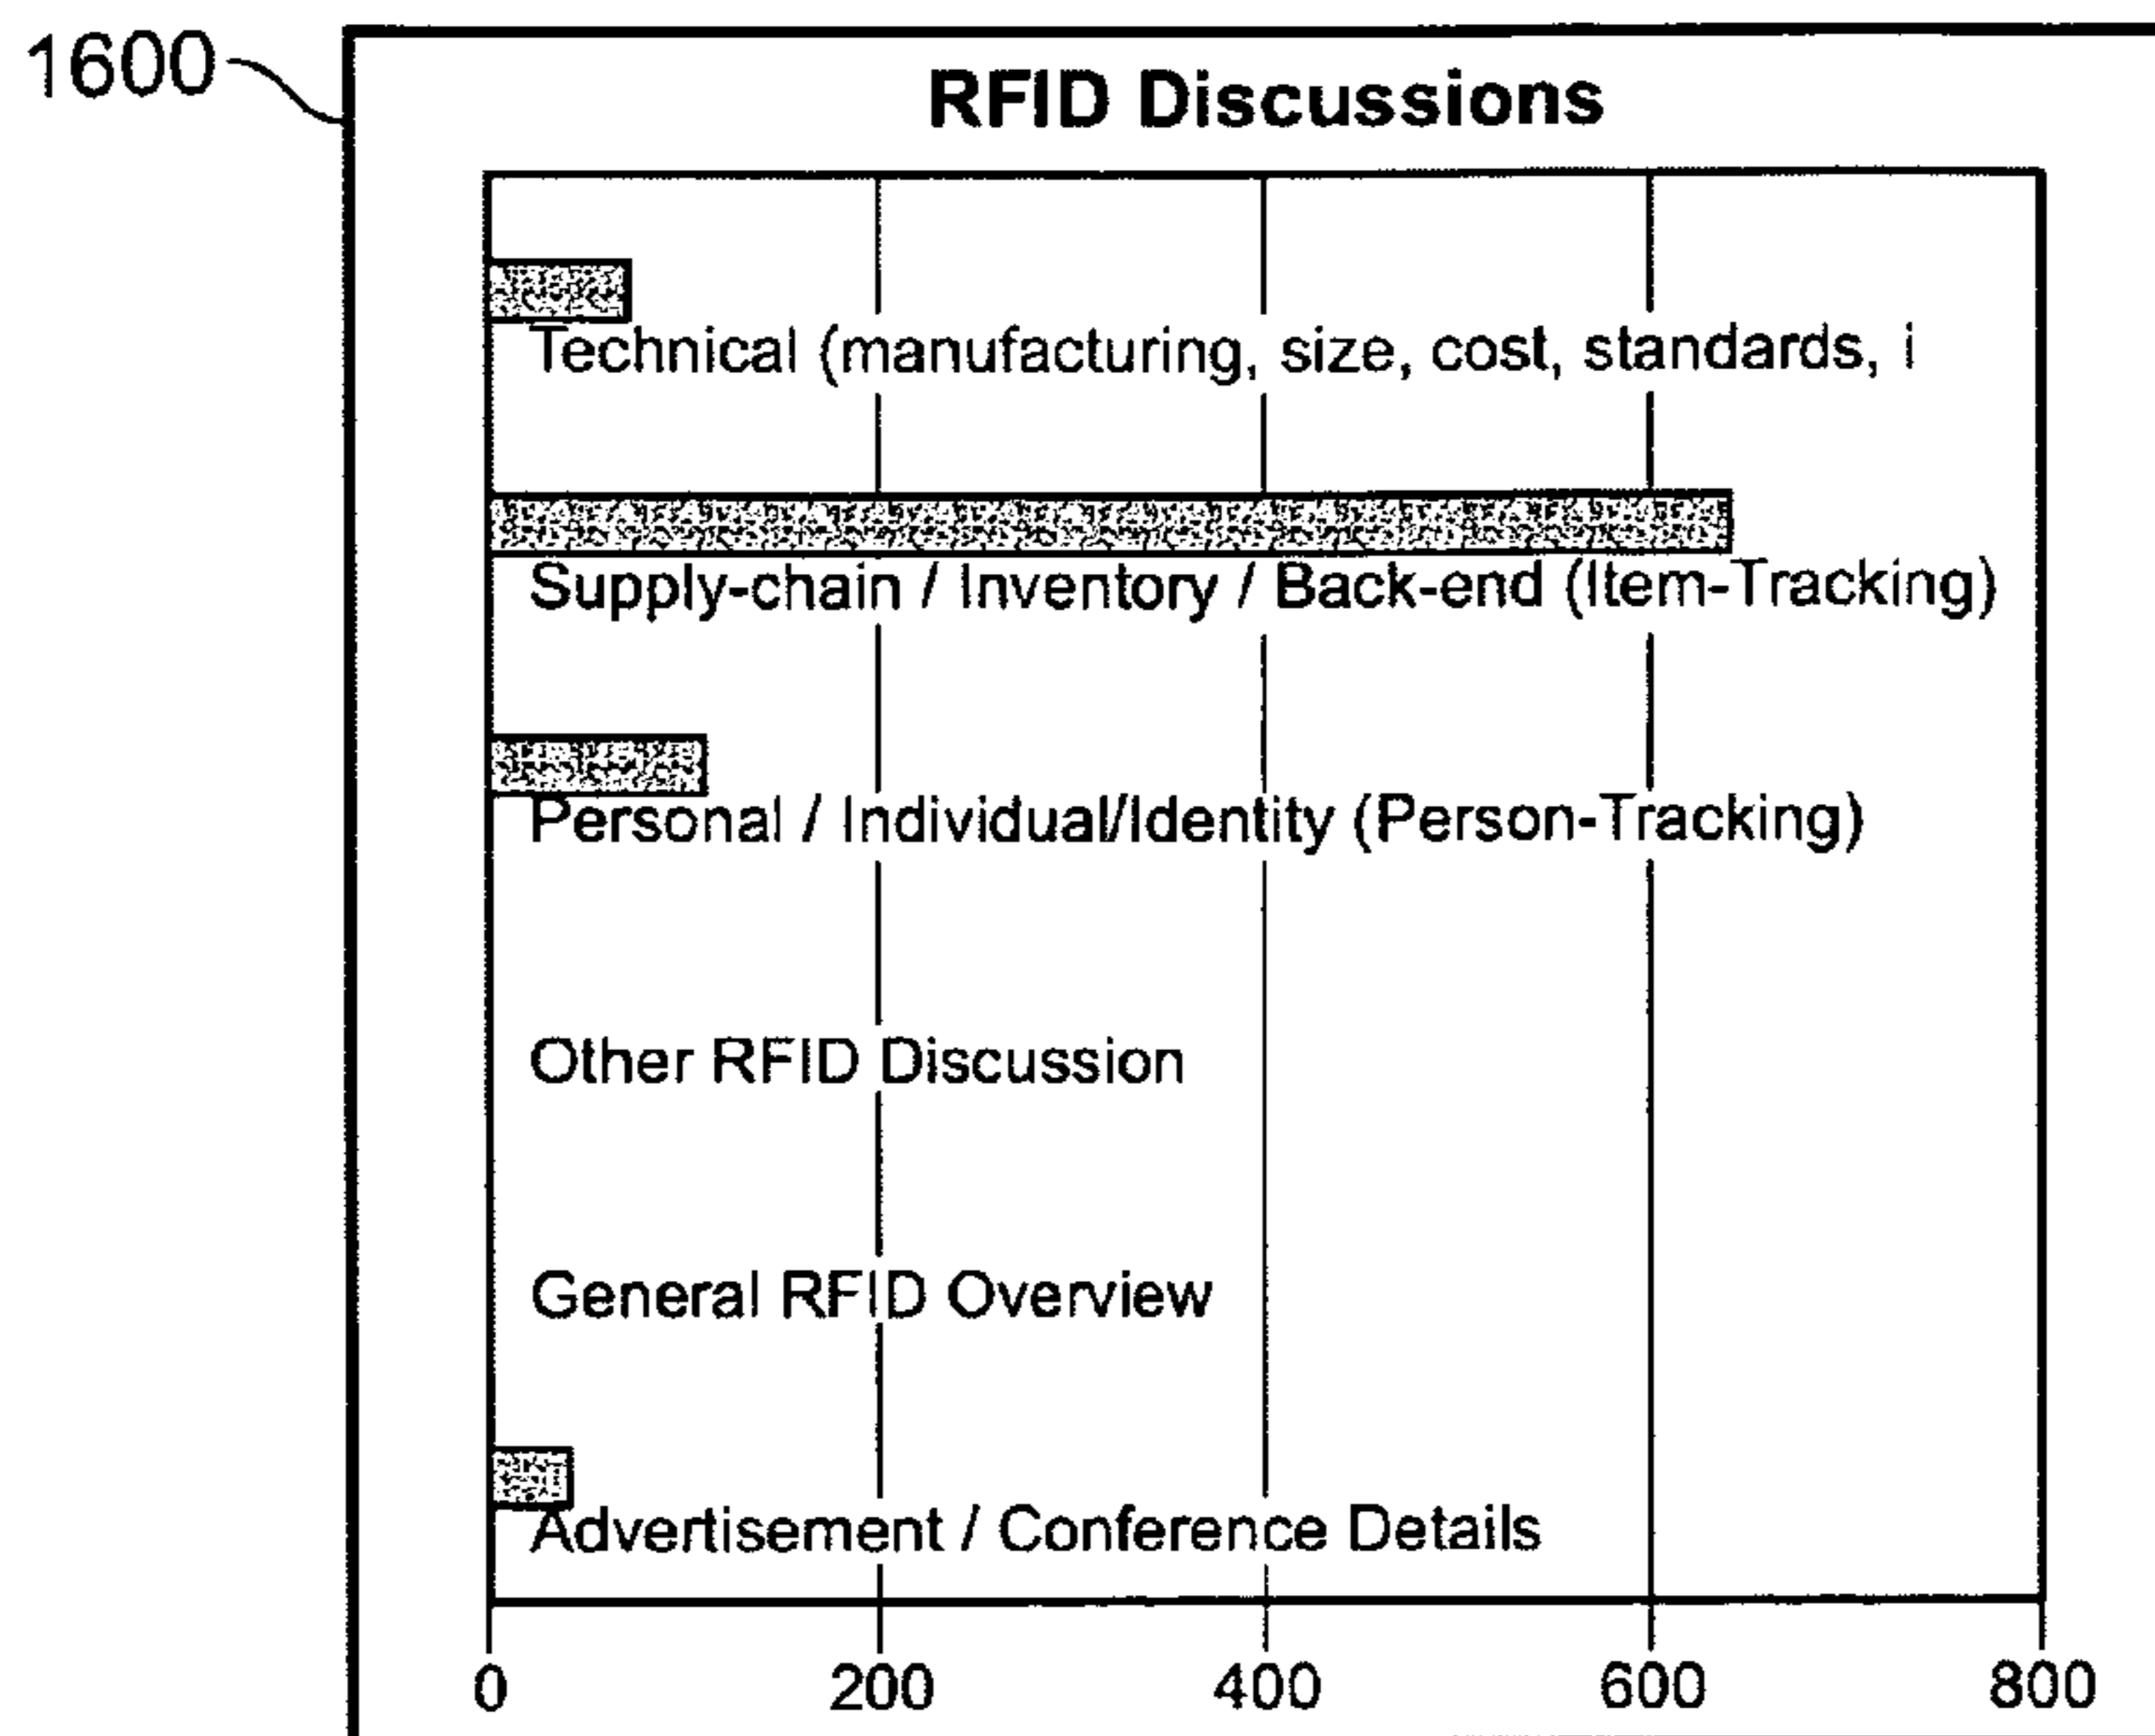 1600
RFID Discussions
Technical (manufacturing, size, cost, standards, i
Supply-chain / Inventory / Back-end (Item-Tracking)
Personal / Individual/Identity (Person-Tracking)
Other RFID Discussion
General RFID Overview
Advertisement / Conference Details
0 200 400 600 800